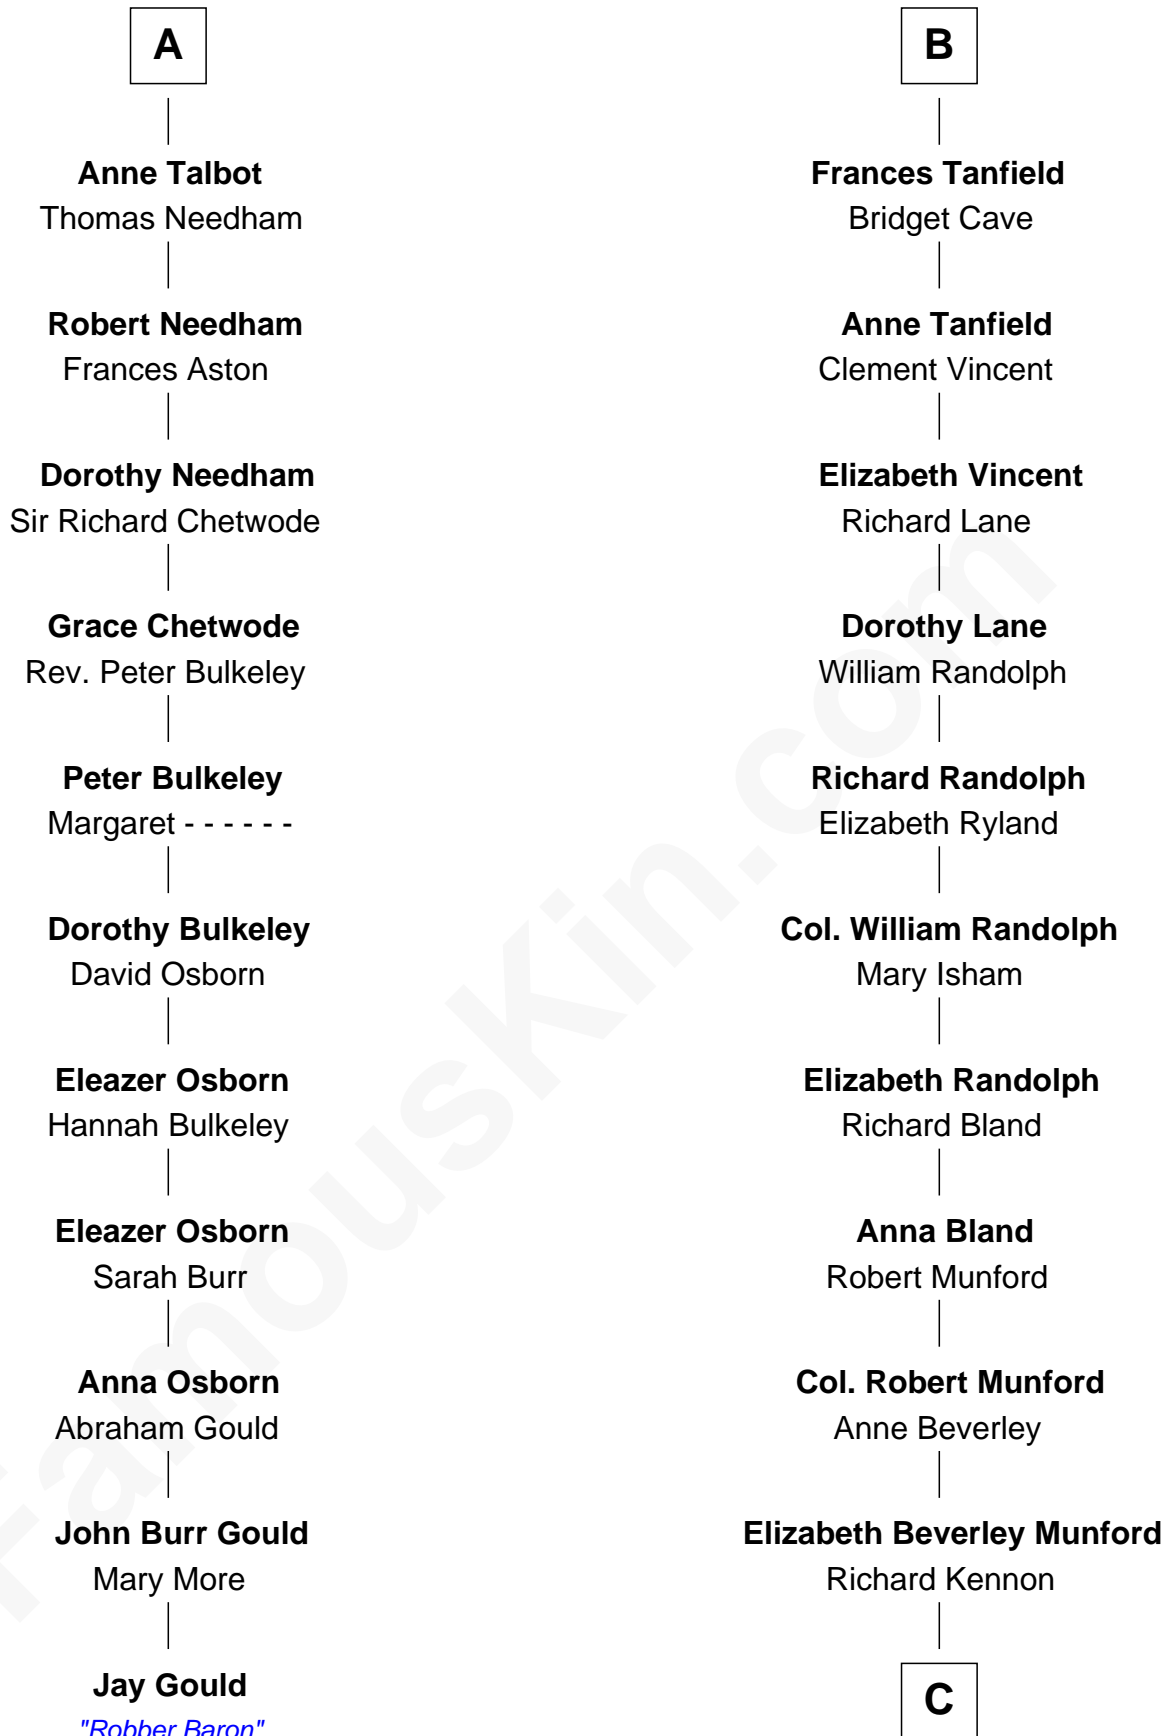 A
Anne Talbot
Thomas Needham
Robert Needham
Frances Aston
Dorothy Needham
Sir Richard Chetwode
Grace Chetwode
Rev. Peter Bulkeley
Peter Bulkeley
Margaret - - - - - -
Dorothy Bulkeley
David Osborn
Eleazer Osborn
Hannah Bulkeley
Eleazer Osborn
Sarah Burr
Anna Osborn
Abraham Gould
John Burr Gould
Mary More
Jay Gould
"Robber Baron"
B
Frances Tanfield
Bridget Cave
Anne Tanfield
Clement Vincent
Elizabeth Vincent
Richard Lane
Dorothy Lane
William Randolph
Richard Randolph
Elizabeth Ryland
Col. William Randolph
Mary Isham
Elizabeth Randolph
Richard Bland
Anna Bland
Robert Munford
Col. Robert Munford
Anne Beverley
Elizabeth Beverley Munford
Richard Kennon
C
FamousKin.com